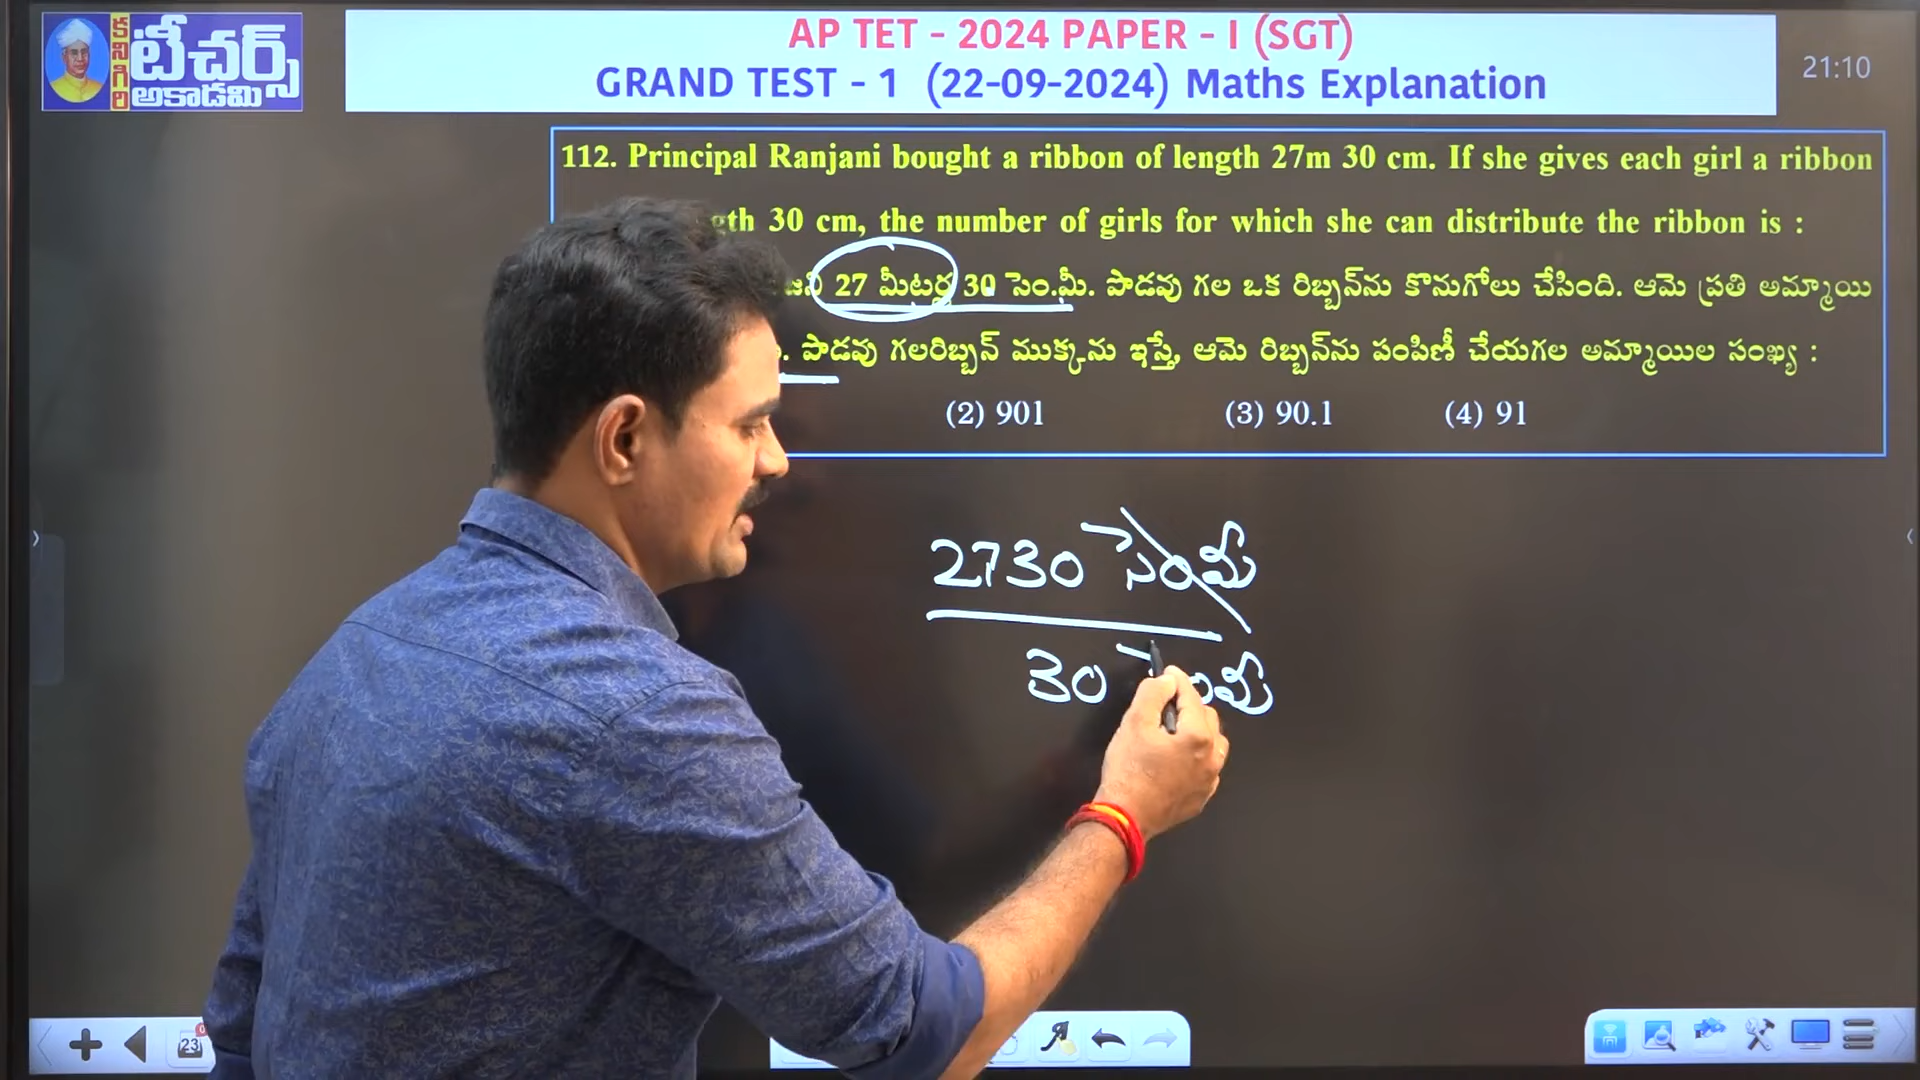 కనిగిరి
టీచర్స్
అకాడమి
AP TET - 2024 PAPER - I (SGT)
GRAND TEST - 1 (22-09-2024) Maths Explanation
21:10
112. Principal Ranjani bought a ribbon of length 27m 30 cm. If she gives each girl a ribbon
30 cm, the number of girls for which she can distribute the ribbon is :
27 మీటర్ల 30 సెం.మీ. పొడవు గల ఒక రిబ్బన్‌ను కొనుగోలు చేసింది. ఆమె ప్రతి అమ్మాయి
పొడవు గలరిబ్బన్ ముక్కను ఇస్తే, ఆమె రిబ్బన్‌ను పంపిణీ చేయగల అమ్మాయిల సంఖ్య :
(2) 901 (3) 90.1 (4) 91
2730 సెంమీ
30
23